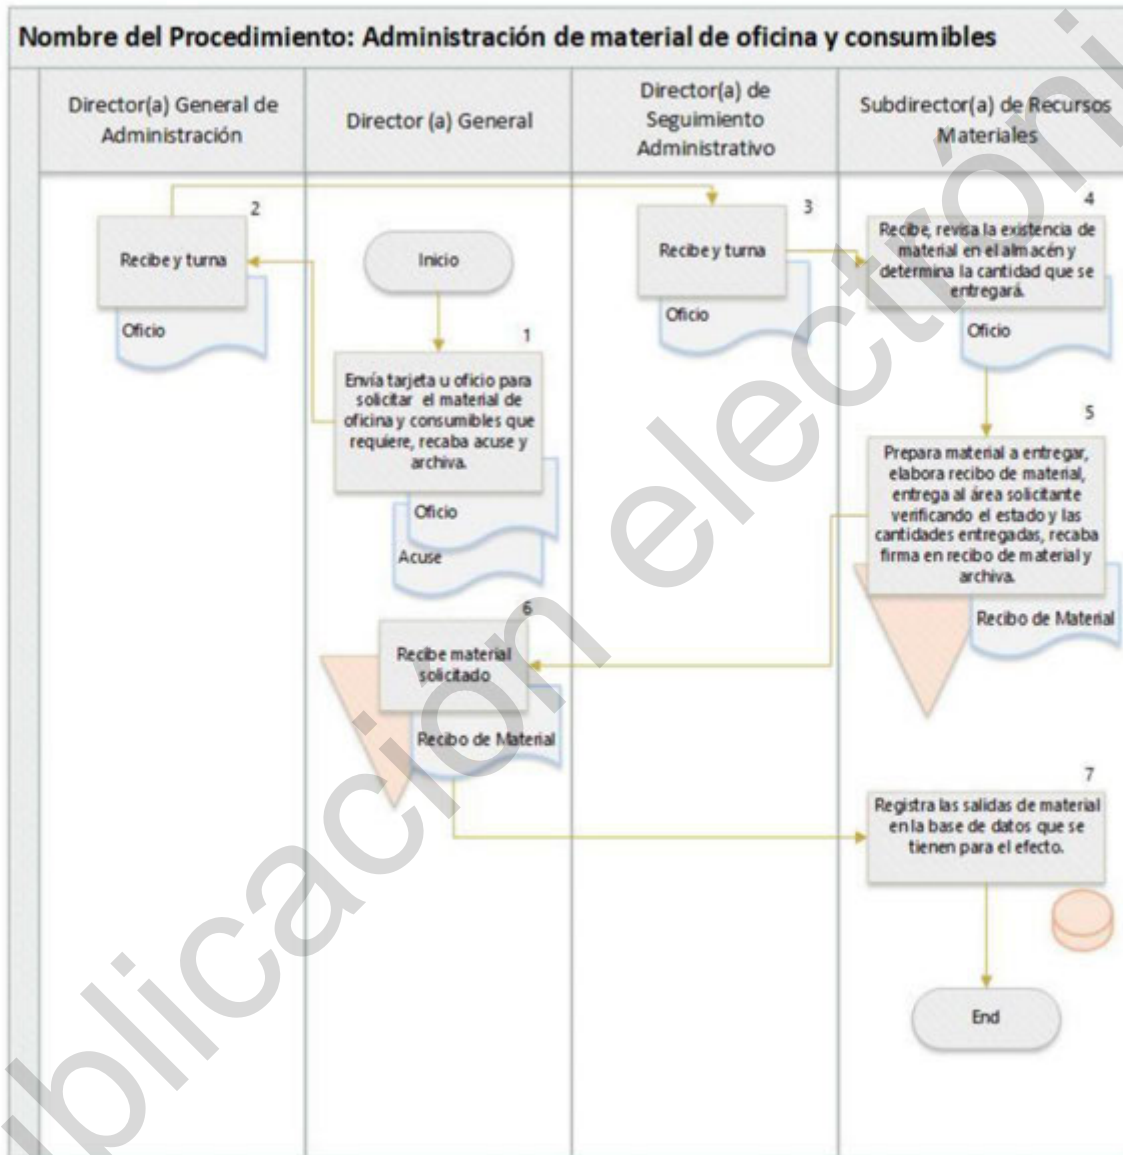 Nombre del Procedimiento: Administración de material de oficina y consumibles
Director(a) General de
Administración
Director (a) General
Director(a) de
Seguimiento
Administrativo
Subdirector(a) de Recursos
Materiales
2
Recibe y turna
Oficio
Inicio
1
Envía tarjeta u oficio para
solicitar el material de
oficina y consumibles que
requiere, recaba acuse y
archiva.
Oficio
Acuse
3
Recibe y turna
Oficio
4
Recibe, revisa la existencia de
material en el almacén y
determina la cantidad que se
entregará.
Oficio
5
Prepara material a entregar,
elabora recibo de material,
entrega al área solicitante
verificando el estado y las
cantidades entregadas, recaba
firma en recibo de material y
archiva.
Recibo de Material
6
Recibe material
solicitado
Recibo de Material
7
Registra las salidas de material
en la base de datos que se
tienen para el efecto.
End
ublicación electróni